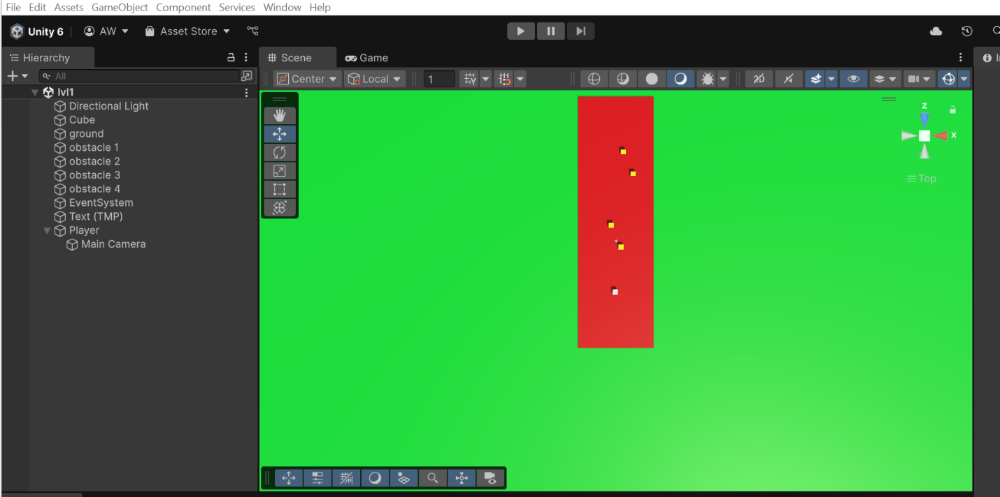 File Edit Assets GameObject Component Services Window Help
Unity 6 AW Asset Store
Hierarchy Scene Game
All Center Local 1 2D
lvl1
Directional Light
Cube
ground
obstacle 1
obstacle 2
obstacle 3
obstacle 4
EventSystem
Text (TMP)
Player
Main Camera
z
x
Top